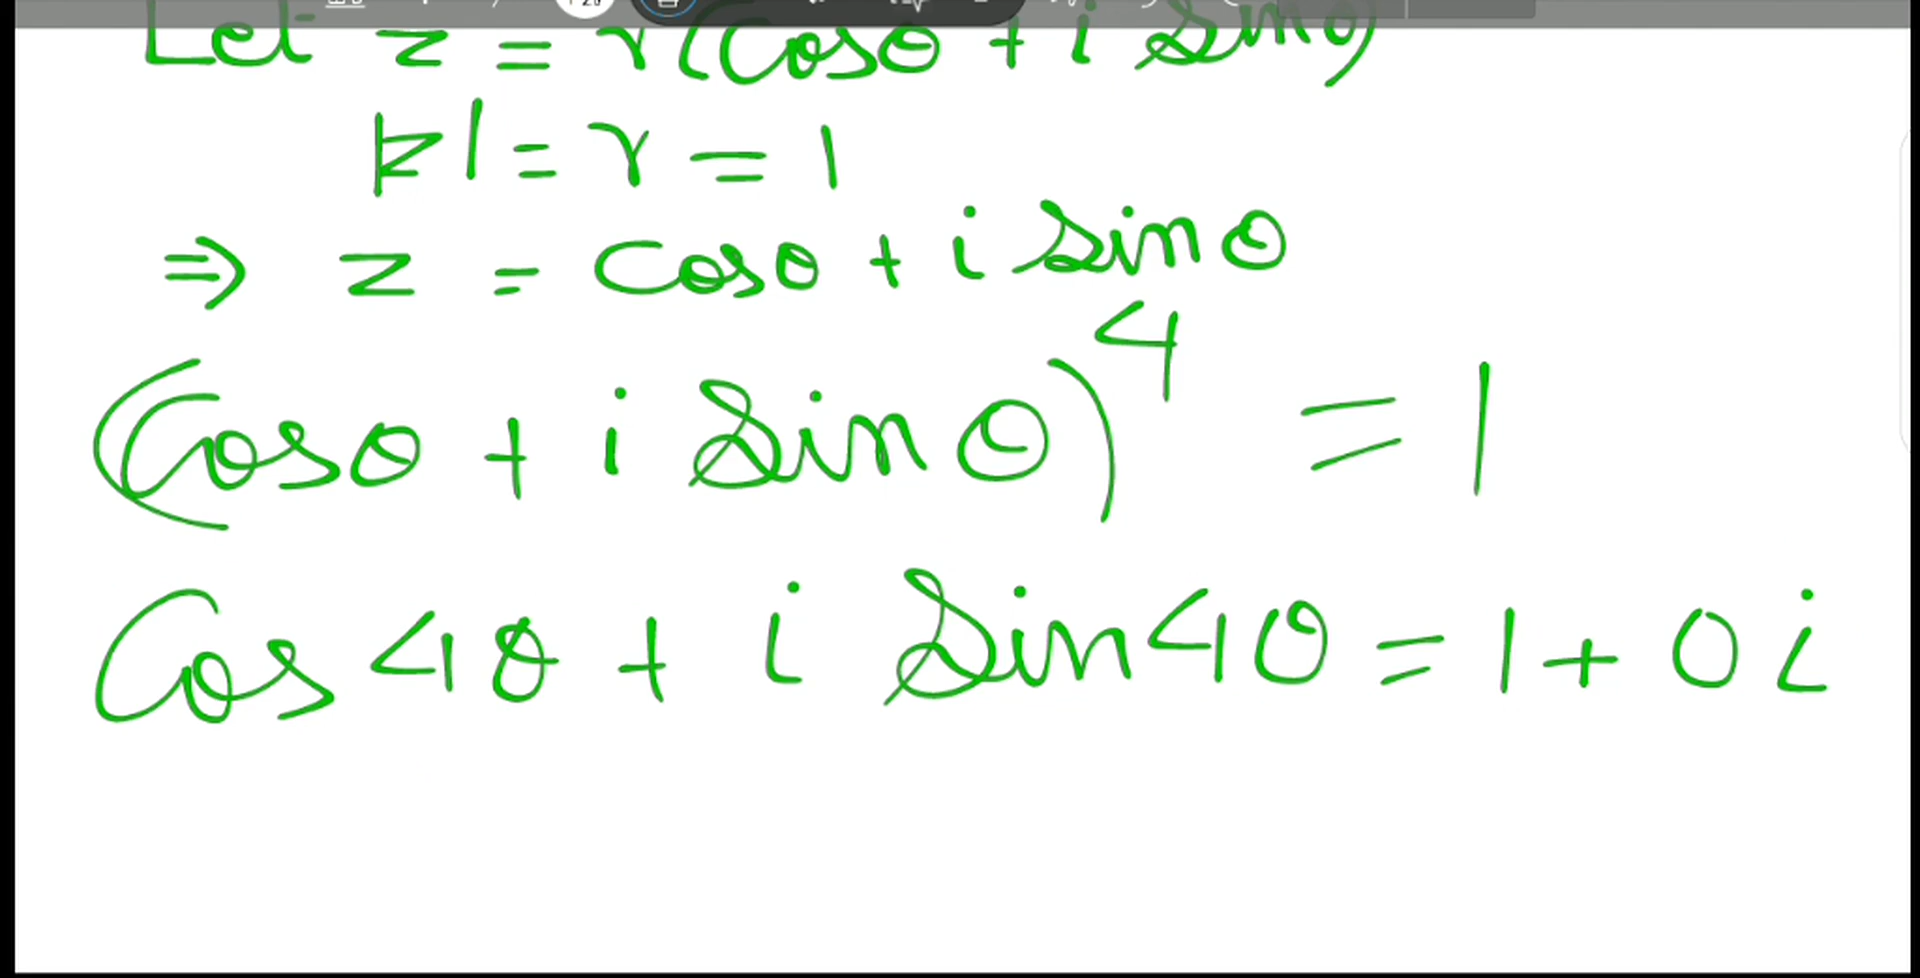 Let z = r(Cosθ + i Sinθ)
|z| = r = 1
⇒ z = cosθ + i sinθ
(Cosθ + i Sinθ)⁴ = 1
Cos4θ + i Sin4θ = 1 + 0i